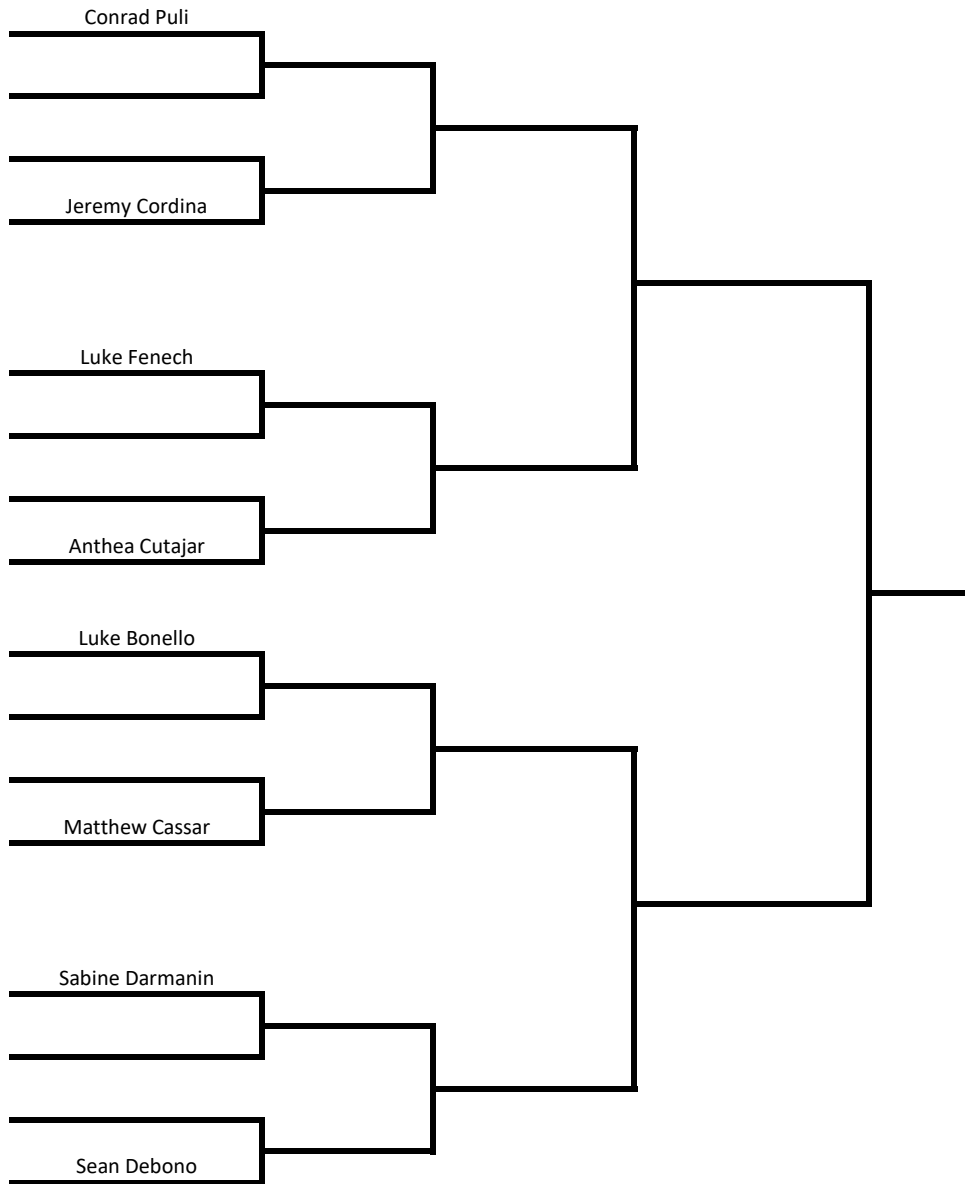 Conrad Puli
Jeremy Cordina
Luke Fenech
Anthea Cutajar
Luke Bonello
Matthew Cassar
Sabine Darmanin
Sean Debono